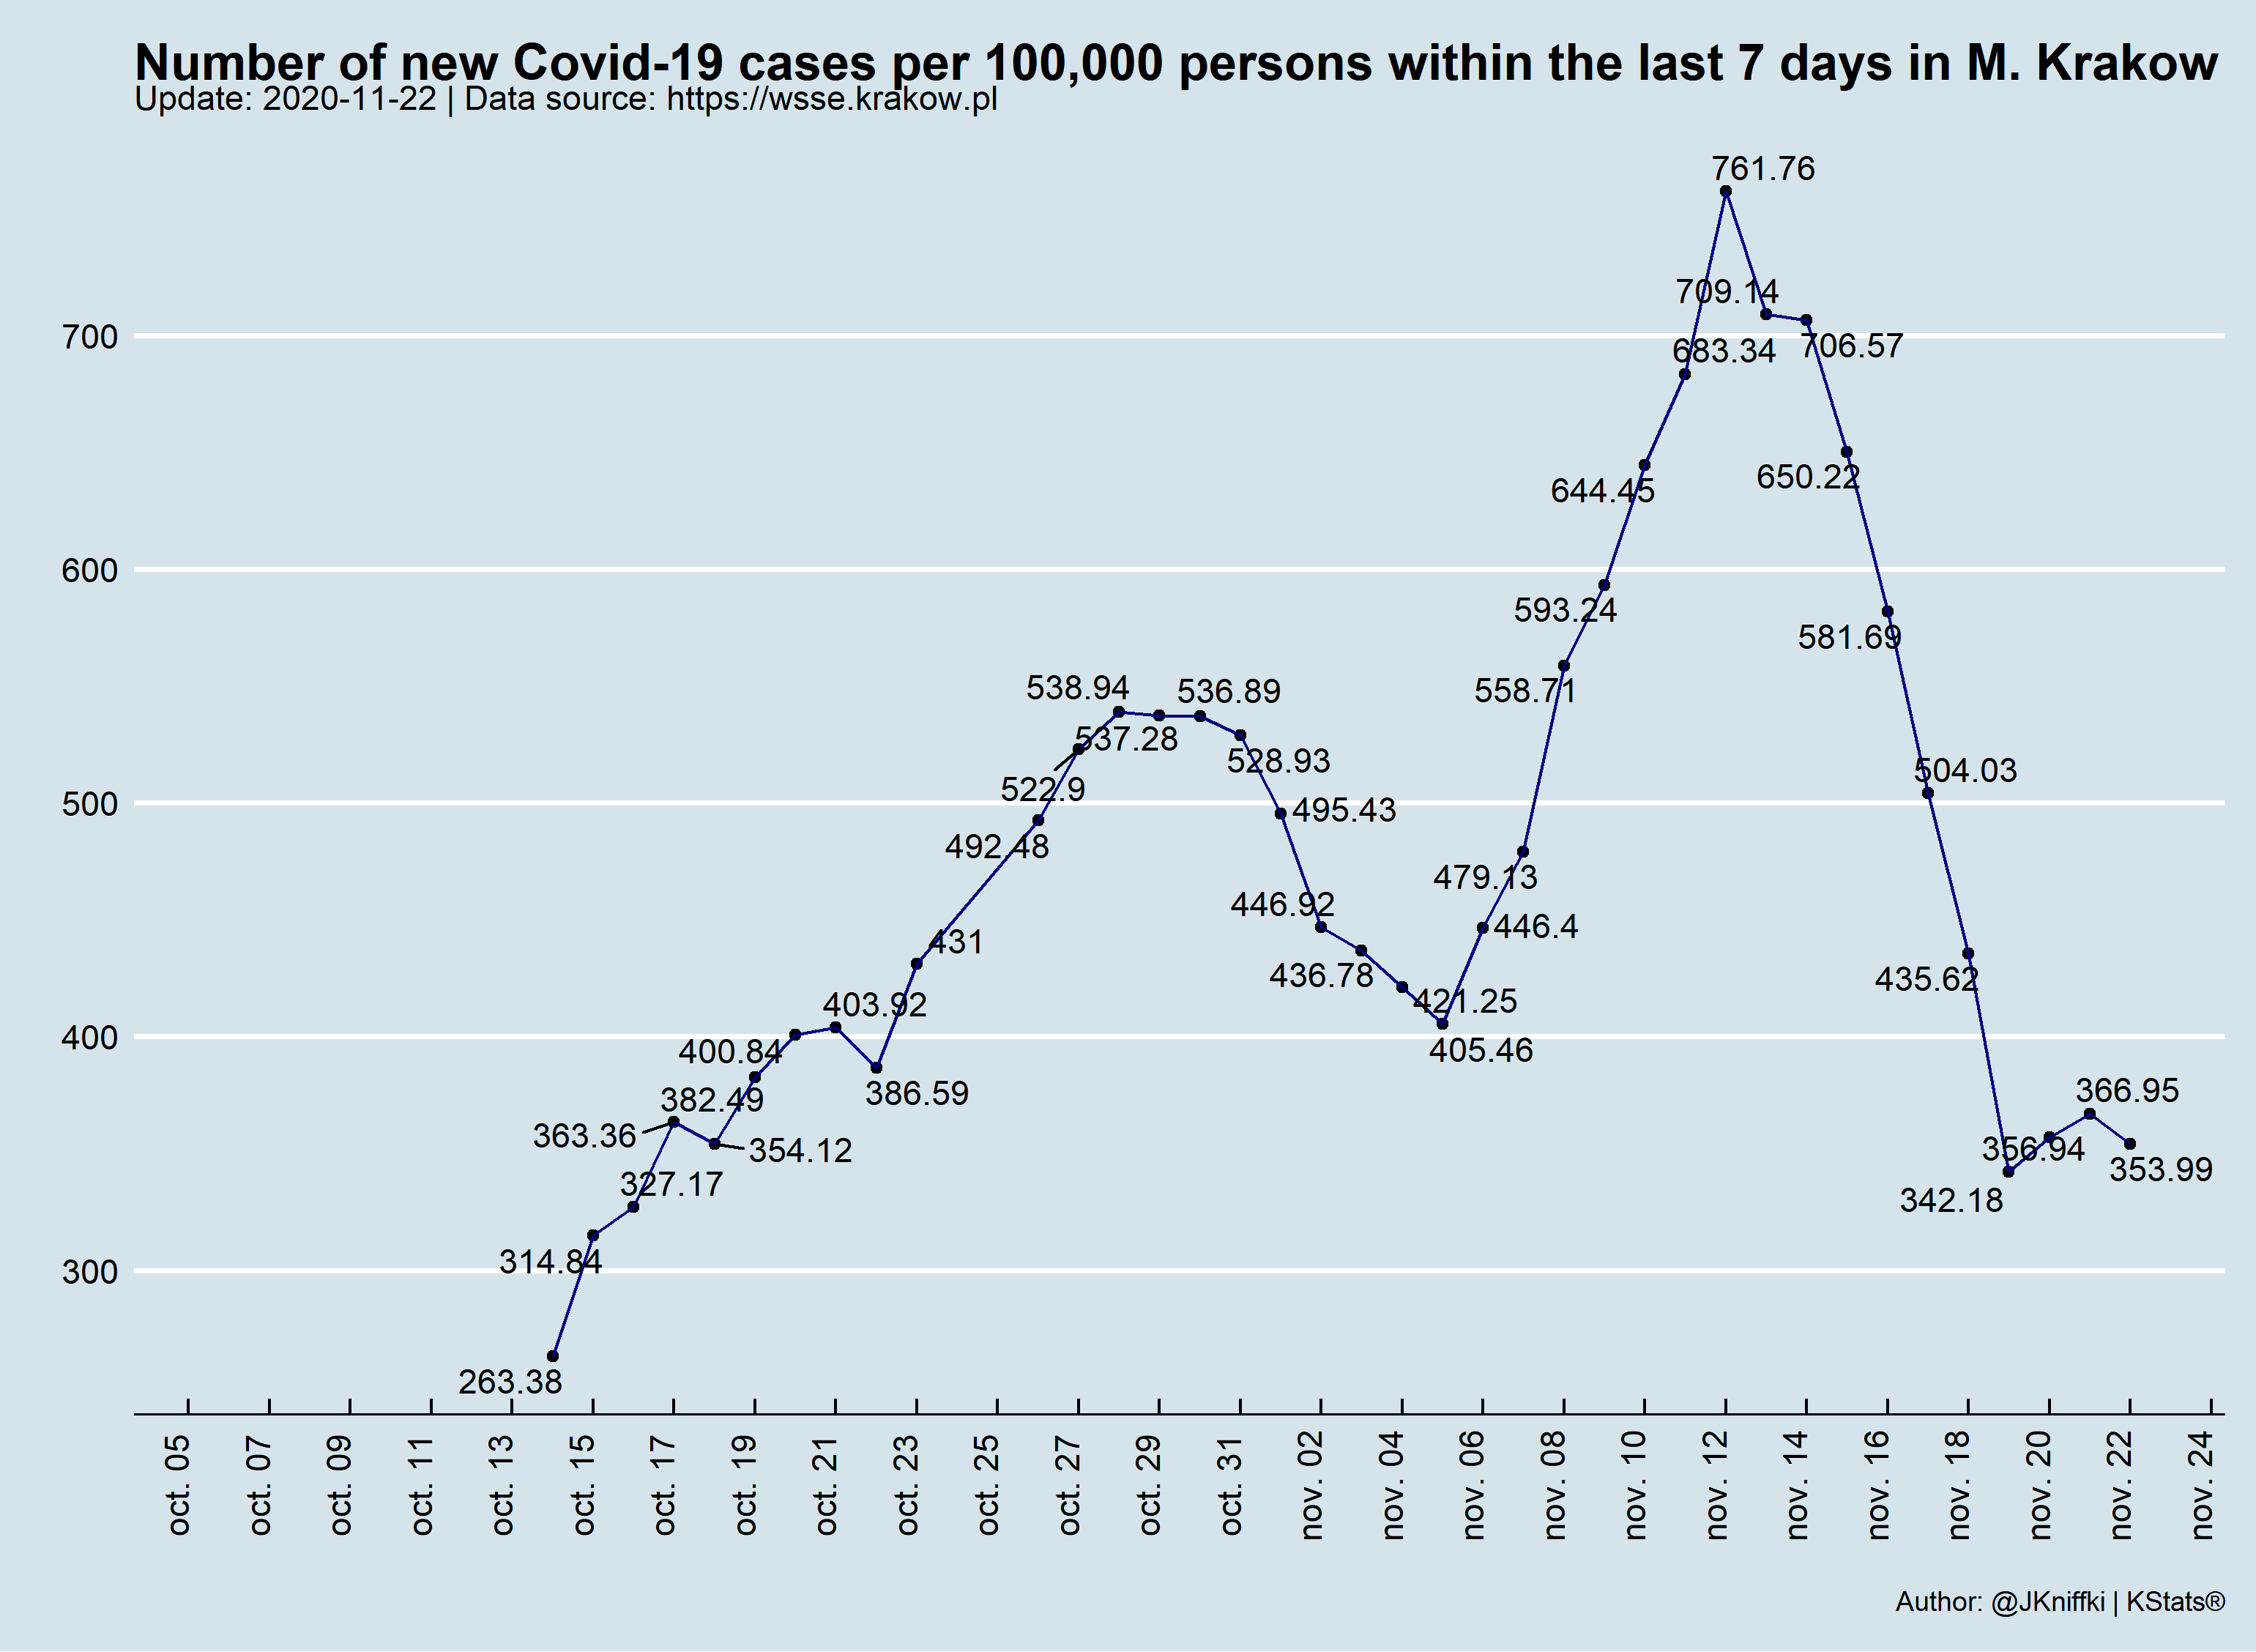 Number of new Covid-19 cases per 100,000 persons within the last 7 days in M. Krakow
Update: 2020-11-22 | Data source: https://wsse.krakow.pl
761.76
709.14
700
683.34
706.57
650.22
644.45
600
593.24
581.69
538.94
536.89
558.71
537.28
528.93
504.03
522.9
500
495.43
492.48
479.13
446.92
446.4
431
436.78
435.62
403.92
421.25
400
400.84
405.46
386.59
382.49
366.95
363.36
354.12
356.94
353.99
327.17
342.18
314.84
300
263.38
oct. 05
oct. 07
oct. 09
oct. 11
oct. 13
oct. 15
oct. 17
oct. 19
oct. 21
oct. 23
oct. 25
oct. 27
oct. 29
oct. 31
nov. 02
nov. 04
nov. 06
nov. 08
nov. 10
nov. 12
nov. 14
nov. 16
nov. 18
nov. 20
nov. 22
nov. 24
Author: @JKniffki | KStats®